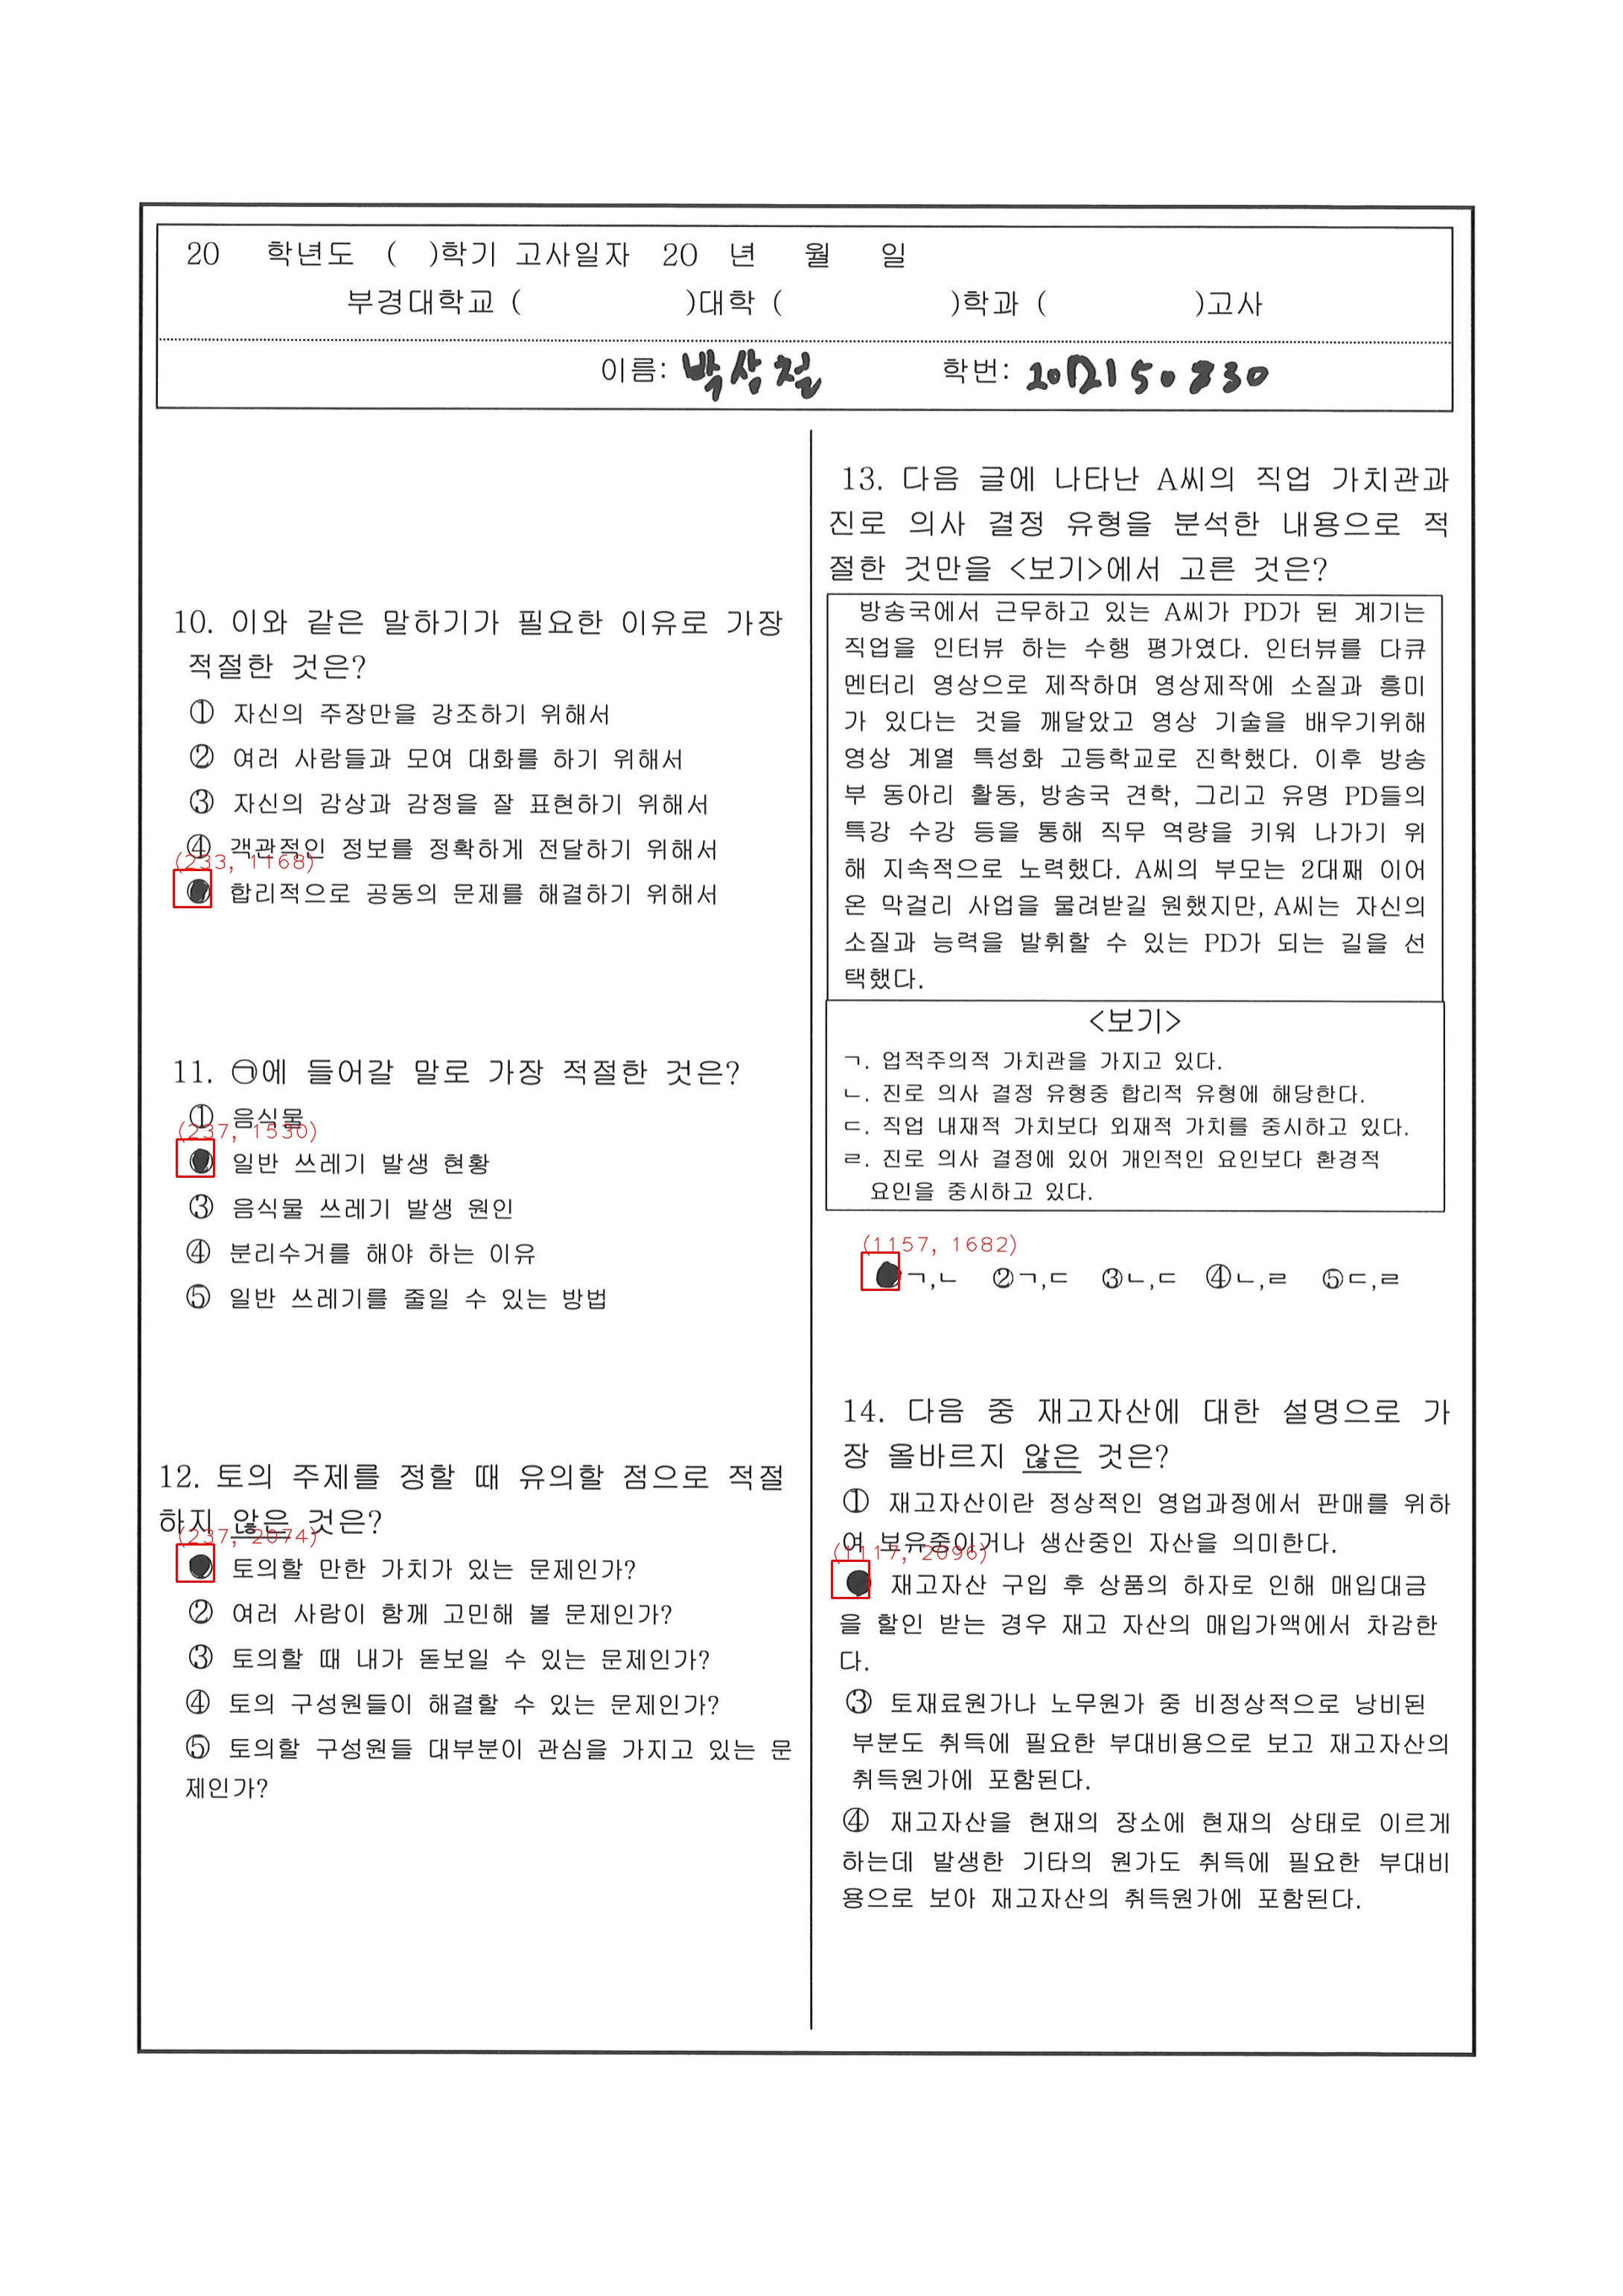 20 학년도 ( )학기 고사일자 20 년 월 일
부경대학교 ( )대학 ( )학과 ( )고사
이름: 박상철 학번:
10. 이와 같은 말하기가 필요한 이유로 가장
적절한 것은?
① 자신의 주장만을 강조하기 위해서
② 여러 사람들과 모여 대화를 하기 위해서
③ 자신의 감상과 감정을 잘 표현하기 위해서
④ 객관적인 정보를 정확하게 전달하기 위해서
(233, 1168)
합리적으로 공동의 문제를 해결하기 위해서
11. ㉠에 들어갈 말로 가장 적절한 것은?
① 음식물
(237, 1530)
일반 쓰레기 발생 현황
③ 음식물 쓰레기 발생 원인
④ 분리수거를 해야 하는 이유
⑤ 일반 쓰레기를 줄일 수 있는 방법
12. 토의 주제를 정할 때 유의할 점으로 적절
하지 않은 것은?
(237, 2074)
토의할 만한 가치가 있는 문제인가?
② 여러 사람이 함께 고민해 볼 문제인가?
③ 토의할 때 내가 돋보일 수 있는 문제인가?
④ 토의 구성원들이 해결할 수 있는 문제인가?
⑤ 토의할 구성원들 대부분이 관심을 가지고 있는 문
제인가?
13. 다음 글에 나타난 A씨의 직업 가치관과
진로 의사 결정 유형을 분석한 내용으로 적
절한 것만을 <보기>에서 고른 것은?
방송국에서 근무하고 있는 A씨가 PD가 된 계기는
직업을 인터뷰 하는 수행 평가였다. 인터뷰를 다큐
멘터리 영상으로 제작하며 영상제작에 소질과 흥미
가 있다는 것을 깨달았고 영상 기술을 배우기위해
영상 계열 특성화 고등학교로 진학했다. 이후 방송
부 동아리 활동, 방송국 견학, 그리고 유명 PD들의
특강 수강 등을 통해 직무 역량을 키워 나가기 위
해 지속적으로 노력했다. A씨의 부모는 2대째 이어
온 막걸리 사업을 물려받길 원했지만, A씨는 자신의
소질과 능력을 발휘할 수 있는 PD가 되는 길을 선
택했다.
<보기>
ㄱ. 업적주의적 가치관을 가지고 있다.
ㄴ. 진로 의사 결정 유형중 합리적 유형에 해당한다.
ㄷ. 직업 내재적 가치보다 외재적 가치를 중시하고 있다.
ㄹ. 진로 의사 결정에 있어 개인적인 요인보다 환경적
요인을 중시하고 있다.
(1157, 1682)
ㄱ,ㄴ ②ㄱ,ㄷ ③ㄴ,ㄷ ④ㄴ,ㄹ ⑤ㄷ,ㄹ
14. 다음 중 재고자산에 대한 설명으로 가
장 올바르지 않은 것은?
① 재고자산이란 정상적인 영업과정에서 판매를 위하
여 보유중이거나 생산중인 자산을 의미한다.
(1117, 2096)
재고자산 구입 후 상품의 하자로 인해 매입대금
을 할인 받는 경우 재고 자산의 매입가액에서 차감한
다.
③ 토재료원가나 노무원가 중 비정상적으로 낭비된
부분도 취득에 필요한 부대비용으로 보고 재고자산의
취득원가에 포함된다.
④ 재고자산을 현재의 장소에 현재의 상태로 이르게
하는데 발생한 기타의 원가도 취득에 필요한 부대비
용으로 보아 재고자산의 취득원가에 포함된다.